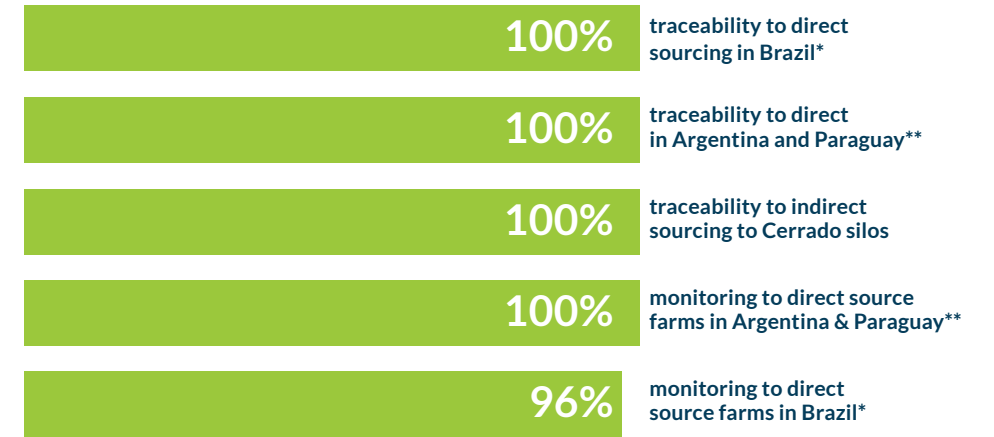 100%
traceability to direct
sourcing in Brazil*
100%
traceability to direct
in Argentina and Paraguay**
100%
traceability to indirect
sourcing to Cerrado silos
100%
monitoring to direct source
farms in Argentina & Paraguay**
96%
monitoring to direct
source farms in Brazil*